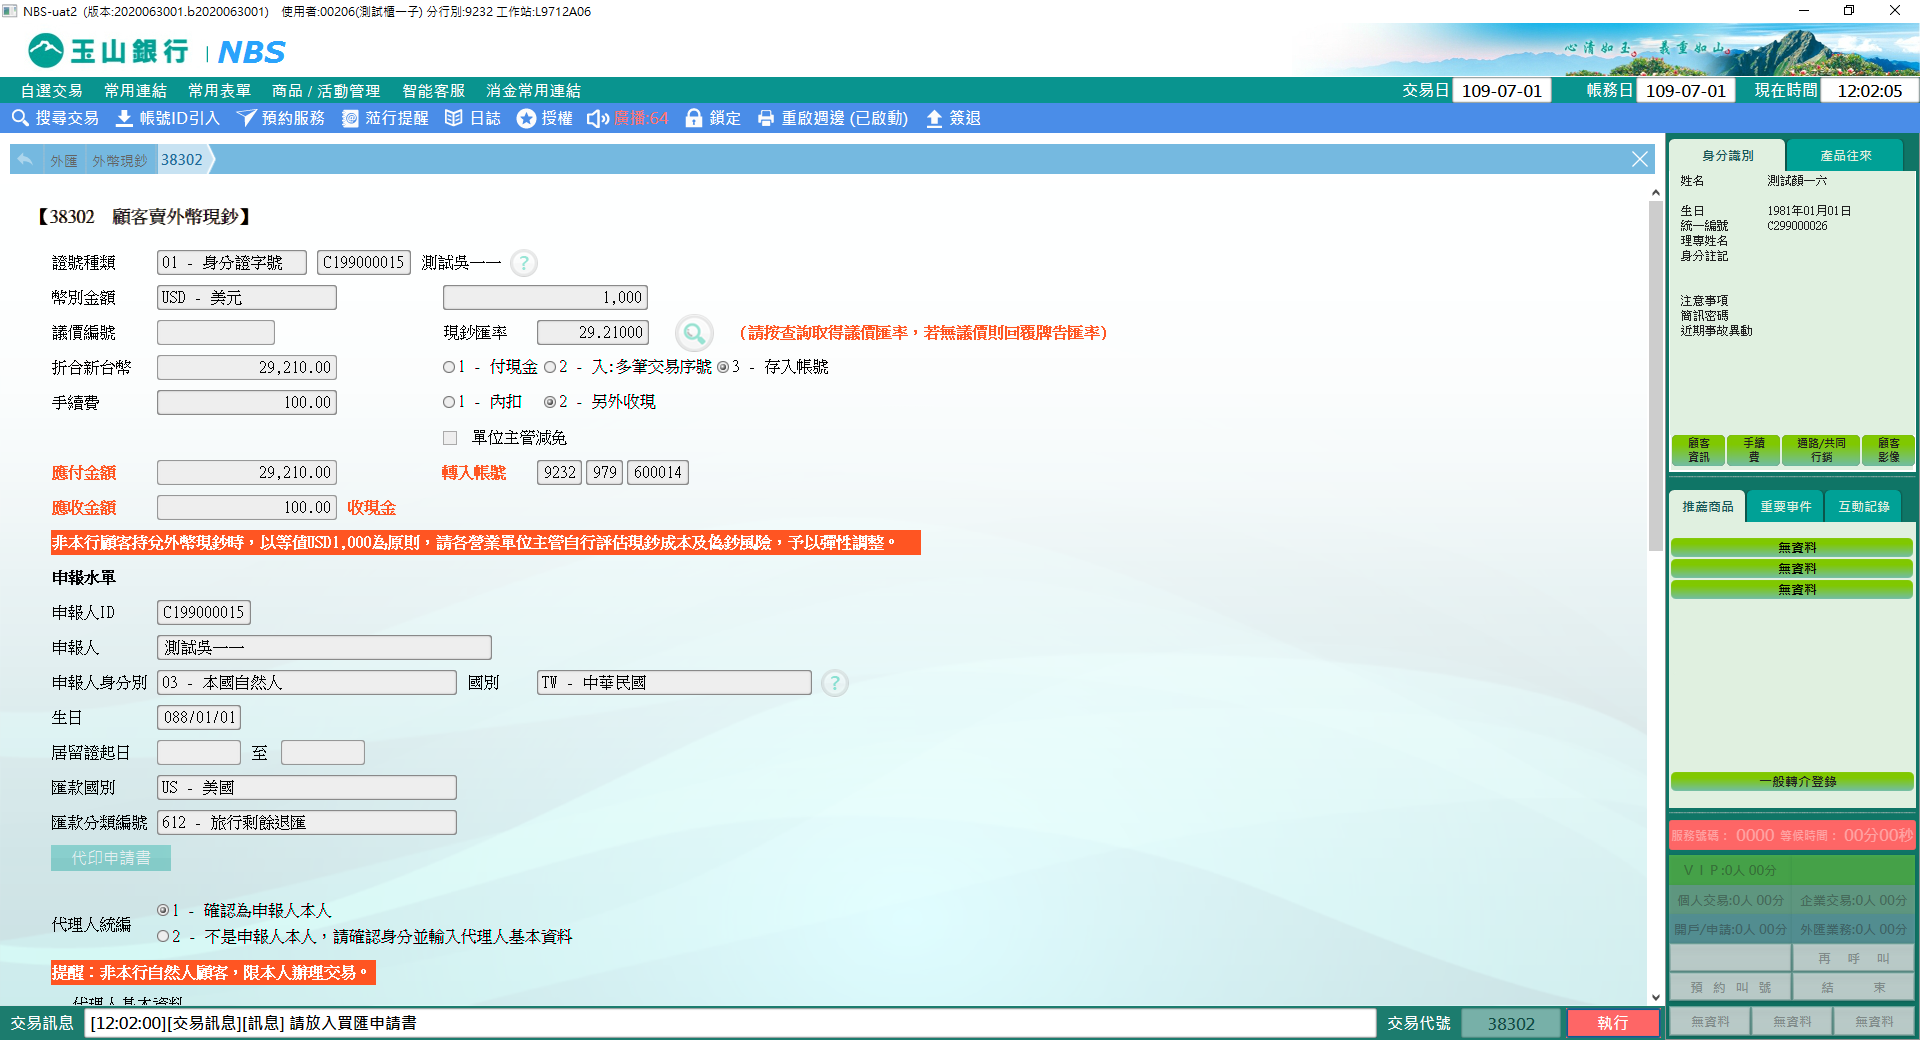 NBS-uat2 (版本:2020063001.b2020063001) 使用者:00206(測試櫃一子) 分行別:9232 工作站:L9712A06
玉山銀行 | NBS
心清如玉。義重如山。
自選交易 常用連結 常用表單 商品 / 活動管理 智能客服 消金常用連結 交易日 109-07-01 帳務日 109-07-01 現在時間 12:02:05
搜尋交易 帳號ID引入 預約服務 蒞行提醒 日誌 授權 廣播:64 鎖定 重啟週邊 (已啟動) 簽退
外匯 外幣現鈔 38302
【38302 顧客賣外幣現鈔】
證號種類 01 - 身分證字號 C199000015 測試吳一一 ?
幣別金額 USD - 美元 1,000
議價編號 現鈔匯率 29.21000 (請按查詢取得議價匯率，若無議價則回覆牌告匯率)
折合新台幣 29,210.00 1 - 付現金 2 - 入:多筆交易序號 3 - 存入帳號
手續費 100.00 1 - 內扣 2 - 另外收現
單位主管減免
應付金額 29,210.00 轉入帳號 9232 979 600014
應收金額 100.00 收現金
非本行顧客持兌外幣現鈔時，以等值USD1,000為原則，請各營業單位主管自行評估現鈔成本及偽鈔風險，予以彈性調整。
申報水單
申報人ID C199000015
申報人 測試吳一一
申報人身分別 03 - 本國自然人 國別 TW - 中華民國 ?
生日 088/01/01
居留證起日 至
匯款國別 US - 美國
匯款分類編號 612 - 旅行剩餘退匯
代印申請書
代理人統編
1 - 確認為申報人本人
2 - 不是申報人本人，請確認身分並輸入代理人基本資料
提醒：非本行自然人顧客，限本人辦理交易。
代理人基本資料
交易訊息 [12:02:00][交易訊息][訊息] 請放入買匯申請書 交易代號 38302 執行
身分識別 產品往來
姓名 測試顏一六
生日 1981年01月01日
統一編號 C299000026
理專姓名
身分註記
注意事項
簡訊密碼
近期事故異動
顧客資訊 手續費 通路/共同行銷 顧客影像
推薦商品 重要事件 互動記錄
無資料
無資料
無資料
一般轉介登錄
服務號碼： 0000 等候時間： 00分00秒
ＶＩＰ:0人 00分
個人交易:0人 00分 企業交易:0人 00分
開戶/申請:0人 00分 外匯業務:0人 00分
再 呼 叫
預 約 叫 號 結 束
無資料 無資料 無資料